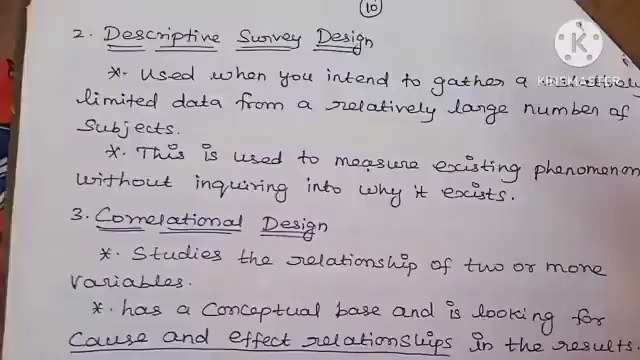 10
2. Descriptive Survey Design
KINEMASTER
*. Used when you intend to gather a relatively
limited data from a relatively large number of
subjects.
*. This is used to measure existing phenomenon
without inquiring into why it exists.
3. Correlational Design
*. Studies the relationship of two or more
variables.
*. has a conceptual base and is looking for
cause and effect relationships in the results.